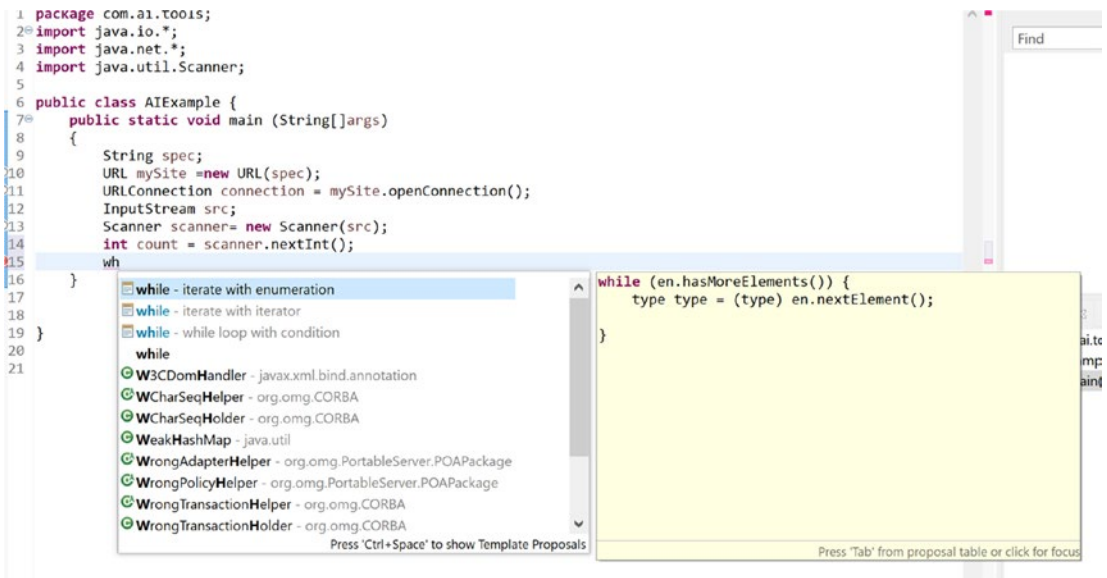 1 package com.ai.tools;
2 import java.io.*;
3 import java.net.*;
4 import java.util.Scanner;
5
6 public class AIExample {
7 public static void main (String[]args)
8 {
9 String spec;
10 URL mySite =new URL(spec);
11 URLConnection connection = mySite.openConnection();
12 InputStream src;
13 Scanner scanner= new Scanner(src);
14 int count = scanner.nextInt();
15 wh
16 }
17
18
19 }
20
21
while - iterate with enumeration
while - iterate with iterator
while - while loop with condition
while
W3CDomHandler - javax.xml.bind.annotation
WCharSeqHelper - org.omg.CORBA
WCharSeqHolder - org.omg.CORBA
WeakHashMap - java.util
WrongAdapterHelper - org.omg.PortableServer.POAPackage
WrongPolicyHelper - org.omg.PortableServer.POAPackage
WrongTransactionHelper - org.omg.CORBA
WrongTransactionHolder - org.omg.CORBA
Press 'Ctrl+Space' to show Template Proposals
while (en.hasMoreElements()) {
type type = (type) en.nextElement();
}
Press 'Tab' from proposal table or click for focus
Find